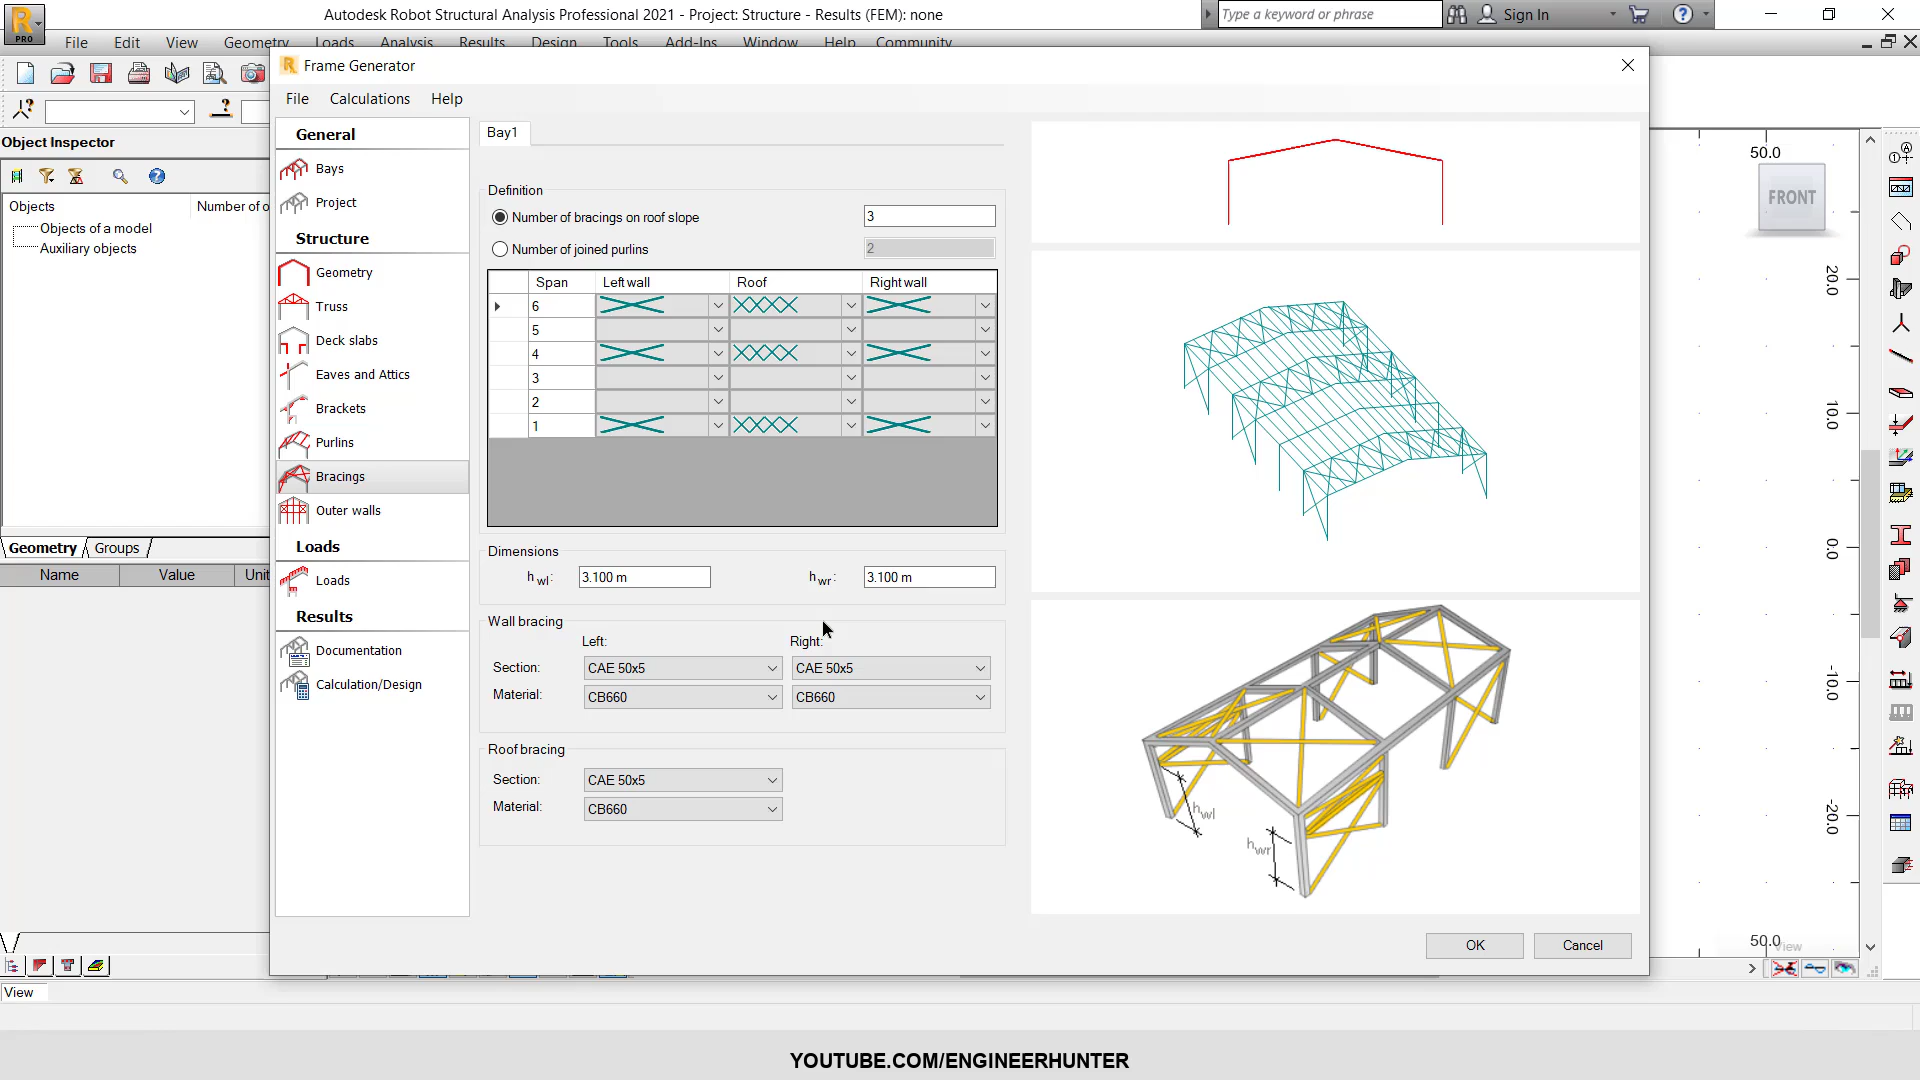 Autodesk Robot Structural Analysis Professional 2021 - Project: Structure - Results (FEM): none
Type a keyword or phrase
Sign In
PRO
File Edit View Geometry Loads Analysis Results Design Tools Add-Ins Window Help Community
Frame Generator
File Calculations Help
Object Inspector
Objects
Number of o
Objects of a model
Auxiliary objects
Geometry
Groups
Name
Value
Unit
View
General
Bays
Project
Structure
Geometry
Truss
Deck slabs
Eaves and Attics
Brackets
Purlins
Bracings
Outer walls
Loads
Loads
Results
Documentation
Calculation/Design
Bay1
Definition
Number of bracings on roof slope 3
Number of joined purlins 2
Span Left wall Roof Right wall
6
5
4
3
2
1
Dimensions
h wl: 3.100 m h wr: 3.100 m
Wall bracing
Left: Right:
Section: CAE 50x5 CAE 50x5
Material: CB660 CB660
Roof bracing
Section: CAE 50x5
Material: CB660
hwl
hwr
OK Cancel
50.0
FRONT
20.0
10.0
0.0
-10.0
-20.0
50.0
View
YOUTUBE.COM/ENGINEERHUNTER